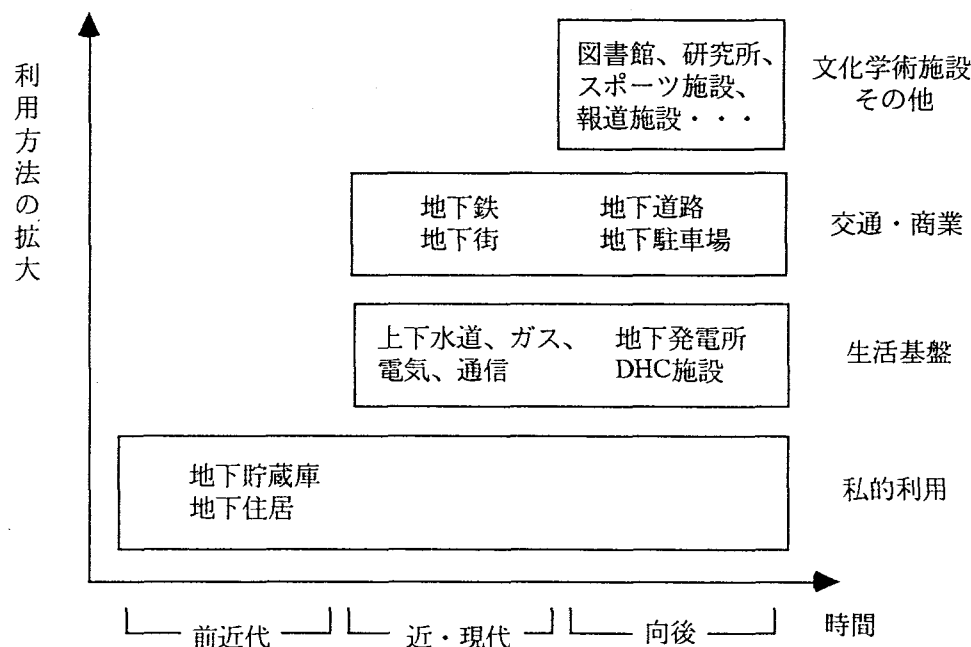 利用方法の拡大
図書館、研究所、
スポーツ施設、
報道施設・・・
文化学術施設
その他
地下鉄 地下道路
地下街 地下駐車場
交通・商業
上下水道、ガス、 地下発電所
電気、通信 DHC施設
生活基盤
地下貯蔵庫
地下住居
私的利用
前近代 近・現代 向後 時間